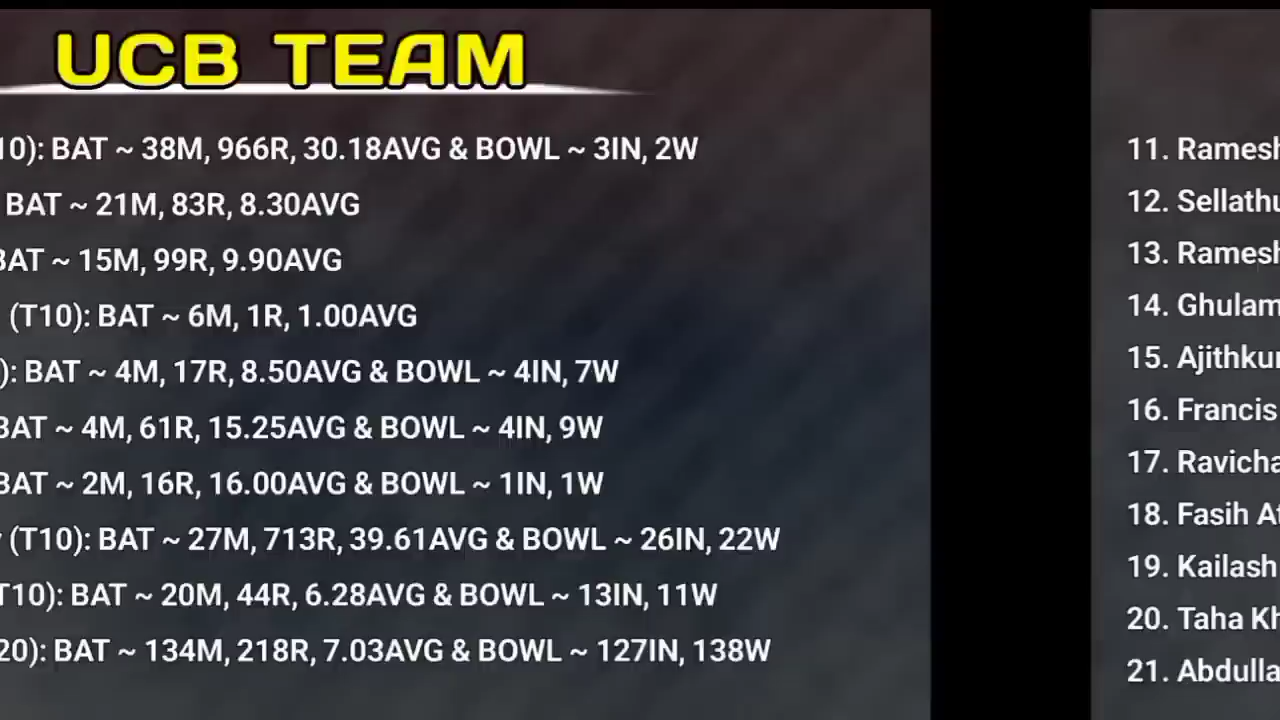 UCB TEAM
10): BAT ~ 38M, 966R, 30.18AVG & BOWL ~ 3IN, 2W
BAT ~ 21M, 83R, 8.30AVG
BAT ~ 15M, 99R, 9.90AVG
(T10): BAT ~ 6M, 1R, 1.00AVG
): BAT ~ 4M, 17R, 8.50AVG & BOWL ~ 4IN, 7W
BAT ~ 4M, 61R, 15.25AVG & BOWL ~ 4IN, 9W
BAT ~ 2M, 16R, 16.00AVG & BOWL ~ 1IN, 1W
(T10): BAT ~ 27M, 713R, 39.61AVG & BOWL ~ 26IN, 22W
T10): BAT ~ 20M, 44R, 6.28AVG & BOWL ~ 13IN, 11W
20): BAT ~ 134M, 218R, 7.03AVG & BOWL ~ 127IN, 138W
11. Ramesh
12. Sellathu
13. Ramesh
14. Ghulam
15. Ajithku
16. Francis
17. Ravicha
18. Fasih A
19. Kailash
20. Taha Kh
21. Abdulla